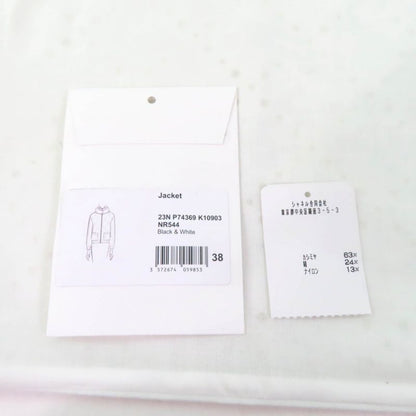 Jacket
23N P74369 K10903
NR544
Black & White
38
3 572674 059853
シャネル合同会社
東京都中央区銀座3-5-3
カシミヤ 63%
絹 24%
ナイロン 13%